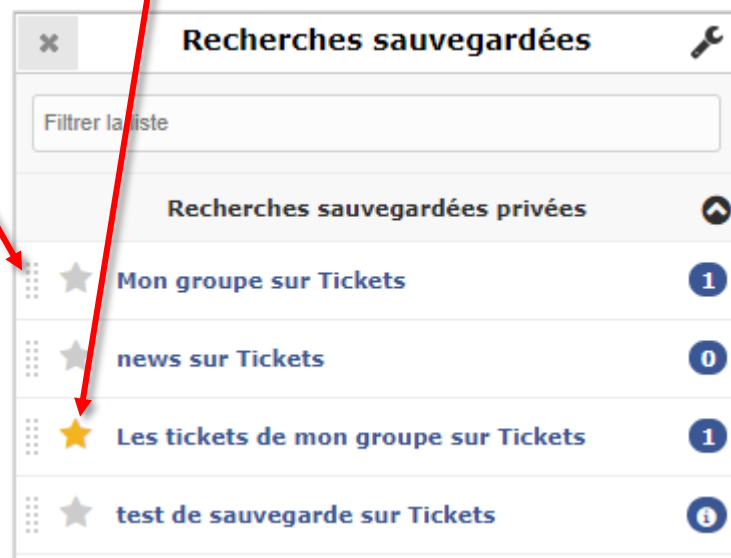 Recherches sauvegardées
Filtrer la liste
Recherches sauvegardées privées
Mon groupe sur Tickets 1
news sur Tickets 0
Les tickets de mon groupe sur Tickets 1
test de sauvegarde sur Tickets i